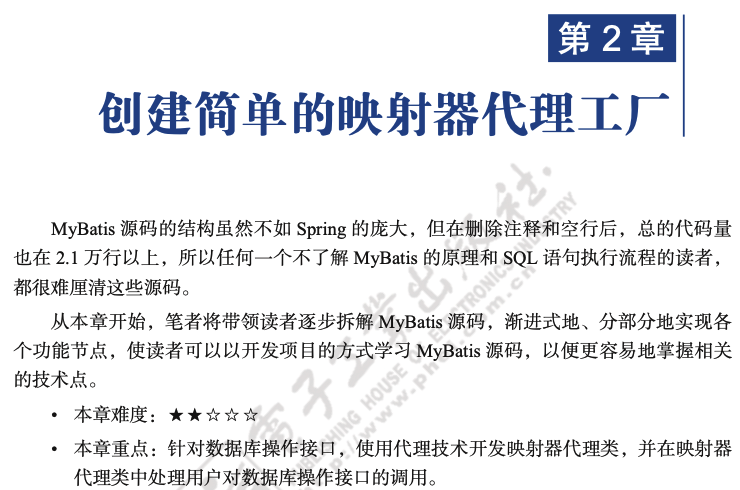 第 2 章
创建简单的映射器代理工厂
MyBatis 源码的结构虽然不如 Spring 的庞大，但在删除注释和空行后，总的代码量
也在 2.1 万行以上，所以任何一个不了解 MyBatis 的原理和 SQL 语句执行流程的读者，
都很难厘清这些源码。
从本章开始，笔者将带领读者逐步拆解 MyBatis 源码，渐进式地、分部分地实现各
个功能节点，使读者可以以开发项目的方式学习 MyBatis 源码，以便更容易地掌握相关
的技术点。
• 本章难度：★★☆☆☆
• 本章重点：针对数据库操作接口，使用代理技术开发映射器代理类，并在映射器
代理类中处理用户对数据库操作接口的调用。
電子工業出版社
PUBLISHING HOUSE OF ELECTRONICS INDUSTRY
http://www.phei.com.cn